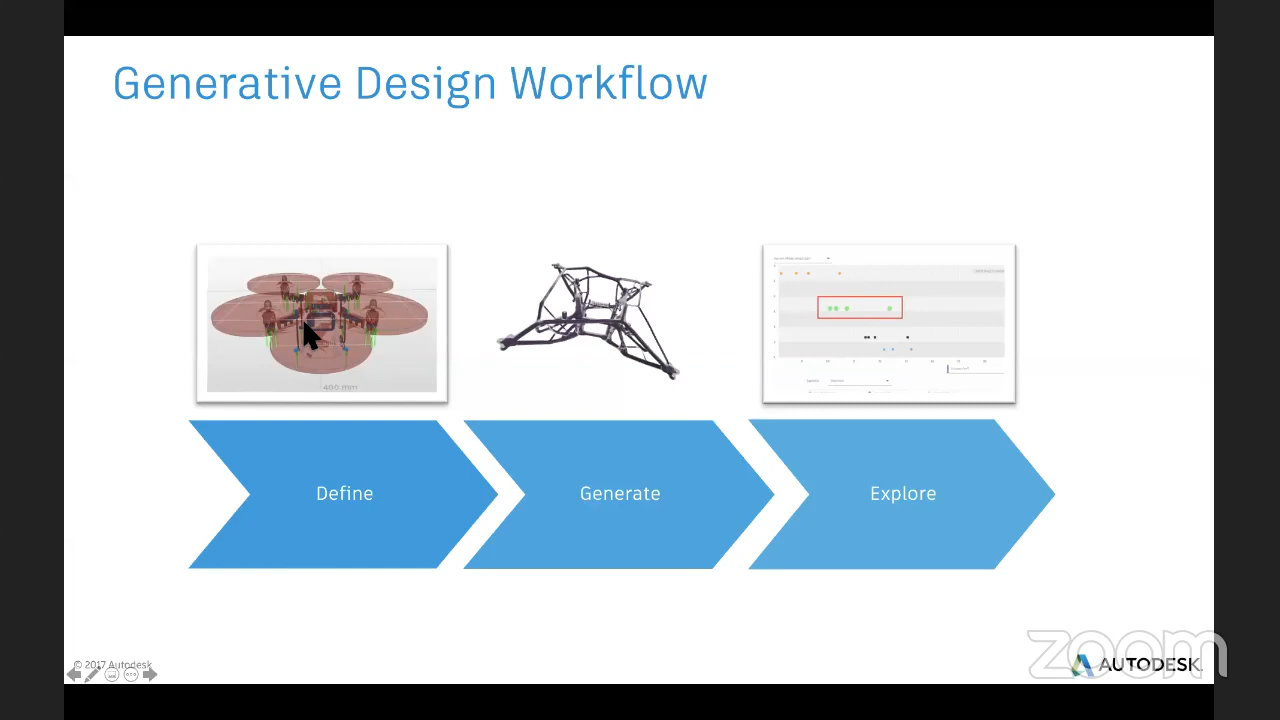 Generative Design Workflow
400 mm
Define
Generate
Explore
© 2017 Autodesk
AUTODESK.
zoom